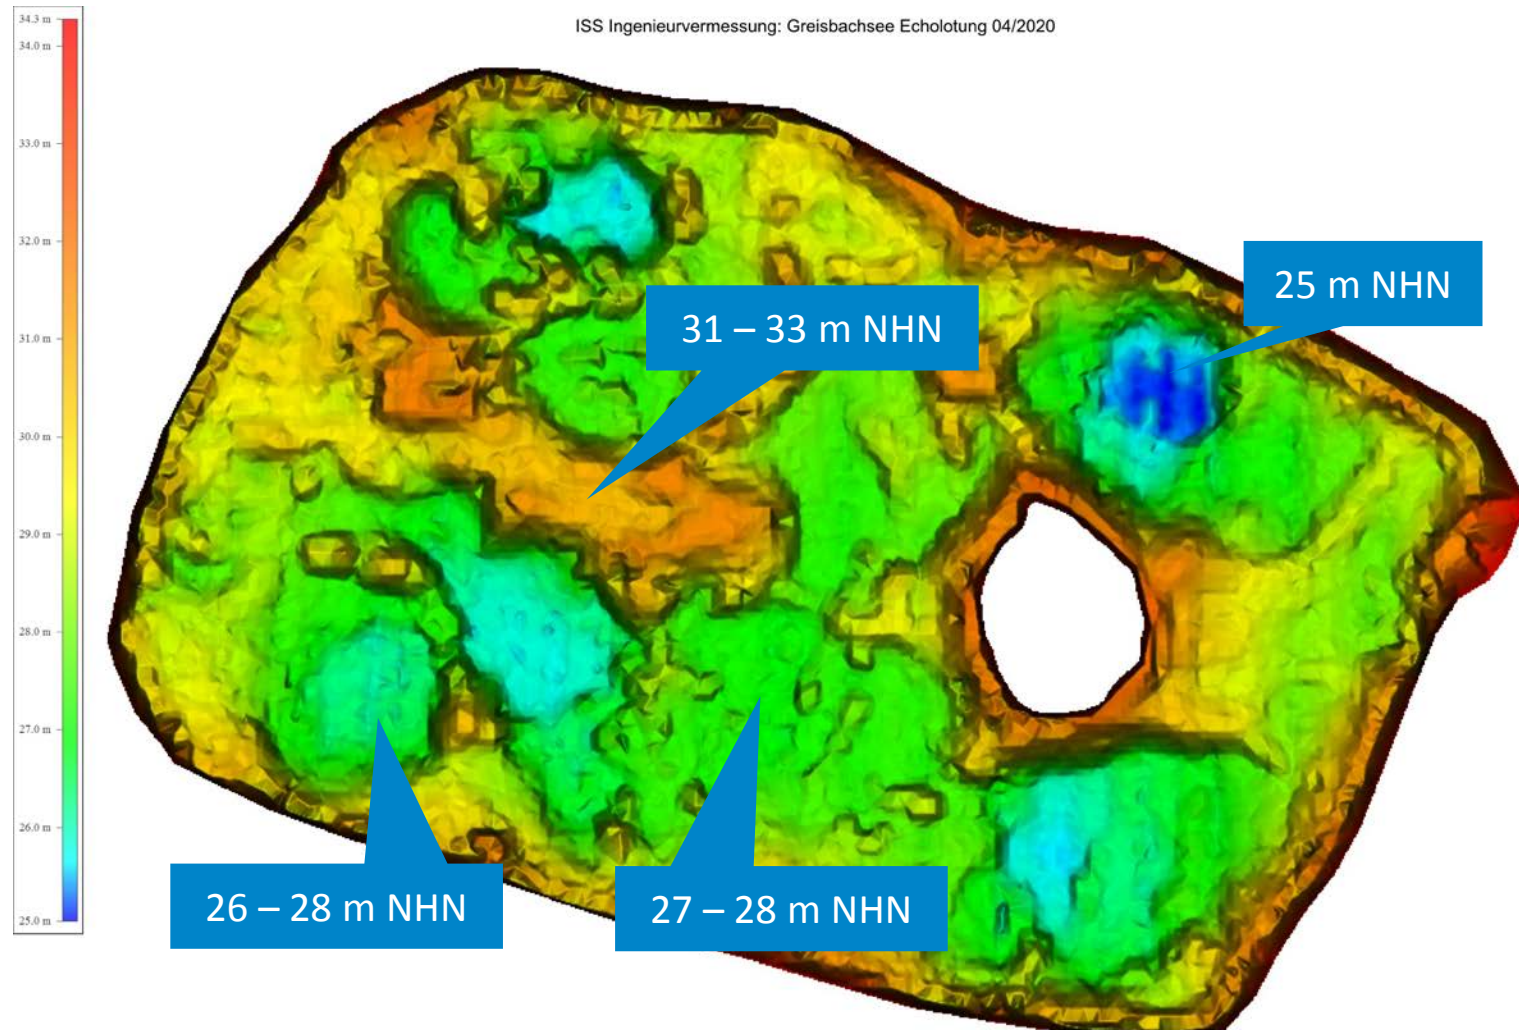 ISS Ingenieurvermessung: Greisbachsee Echolotung 04/2020
34.3 m
34.0 m
33.0 m
32.0 m
31.0 m
30.0 m
29.0 m
28.0 m
27.0 m
26.0 m
25.0 m
25 m NHN
31 – 33 m NHN
26 – 28 m NHN
27 – 28 m NHN